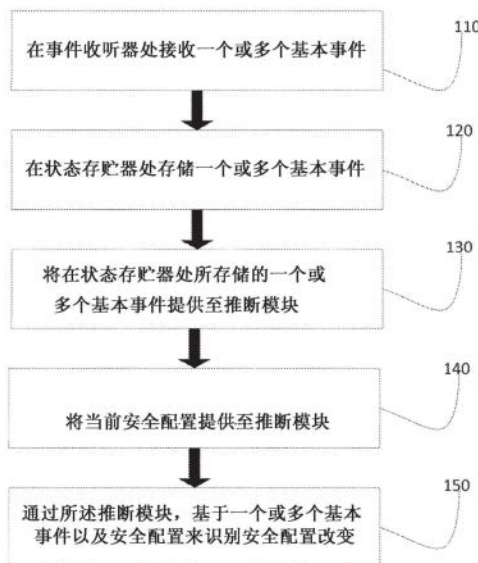 110
在事件收听器处接收一个或多个基本事件
120
在状态存贮器处存储一个或多个基本事件
130
将在状态存贮器处所存储的一个或
多个基本事件提供至推断模块
140
将当前安全配置提供至推断模块
150
通过所述推断模块，基于一个或多个基本
事件以及安全配置来识别安全配置改变